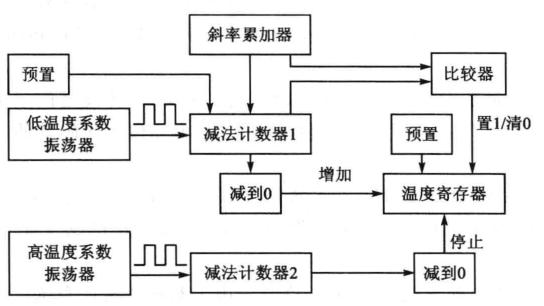 斜率累加器
预置
比较器
低温度系数
振荡器
减法计数器1
预置
置1/清0
减到0
增加
温度寄存器
高温度系数
振荡器
减法计数器2
停止
减到0